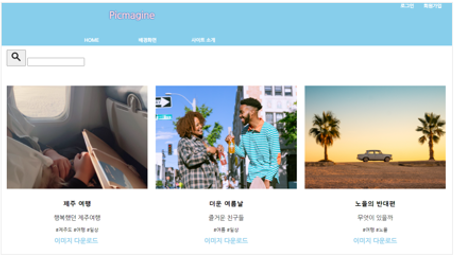 로그인 회원가입
Picmagine
HOME 배경화면 사이트 소개
제주 여행
행복했던 제주여행
#제주도 #여행 #일상
이미지 다운로드
더운 여름날
즐거운 친구들
#여름 #일상
이미지 다운로드
노을의 반대편
무엇이 있을까
#여행 #노을
이미지 다운로드